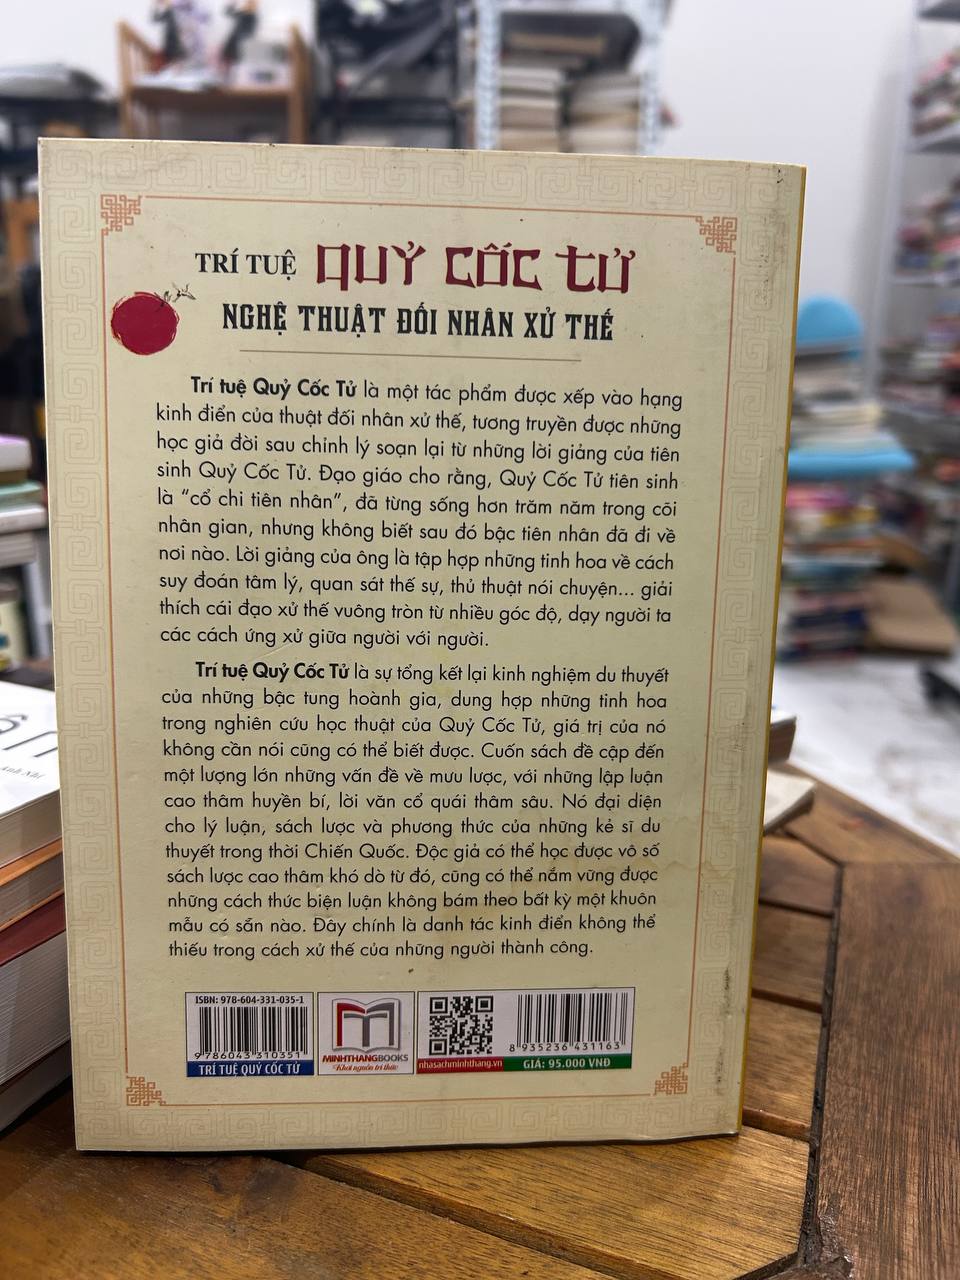 TRÍ TUỆ QUỶ CỐC TỬ
NGHỆ THUẬT ĐỐI NHÂN XỬ THẾ
Trí tuệ Quỷ Cốc Tử là một tác phẩm được xếp vào hạng
kinh điển của thuật đối nhân xử thế, tương truyền được những
học giả đời sau chỉnh lý soạn lại từ những lời giảng của tiên
sinh Quỷ Cốc Tử. Đạo giáo cho rằng, Quỷ Cốc Tử tiên sinh
là “cổ chi tiên nhân”, đã từng sống hơn trăm năm trong cõi
nhân gian, nhưng không biết sau đó bậc tiên nhân đã đi về
nơi nào. Lời giảng của ông là tập hợp những tinh hoa về cách
suy đoán tâm lý, quan sát thế sự, thủ thuật nói chuyện... giải
thích cái đạo xử thế vuông tròn từ nhiều góc độ, dạy người ta
các cách ứng xử giữa người với người.
Trí tuệ Quỷ Cốc Tử là sự tổng kết lại kinh nghiệm du thuyết
của những bậc tung hoành gia, dung hợp những tinh hoa
trong nghiên cứu học thuật của Quỷ Cốc Tử, giá trị của nó
không cần nói cũng có thể biết được. Cuốn sách đề cập đến
một lượng lớn những vấn đề về mưu lược, với những lập luận
cao thâm huyền bí, lời văn cổ quái thâm sâu. Nó đại diện
cho lý luận, sách lược và phương thức của những kẻ sĩ du
thuyết trong thời Chiến Quốc. Độc giả có thể học được vô số
sách lược cao thâm khó dò từ đó, cũng có thể nắm vững được
những cách thức biện luận không bám theo bất kỳ một khuôn
mẫu có sẵn nào. Đây chính là danh tác kinh điển không thể
thiếu trong cách xử thế của những người thành công.
ISBN: 978-604-331-035-1
9 786043 310351
TRÍ TUỆ QUỶ CỐC TỬ
MINHTHANGBOOKS
Khơi nguồn tri thức
nhasachminhthang.vn
8 935236 431163
GIÁ: 95.000 VNĐ